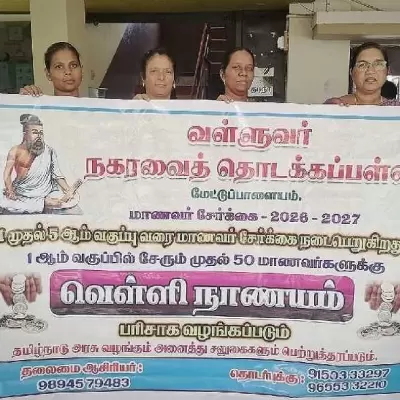 வள்ளுவர்
நகரவைத் தொடக்கப்பள்
மேட்டுப்பாளையம்.
மாணவர் சேர்க்கை - 2026 - 2027
முதல் 5 ஆம் வகுப்பு வரை மாணவர் சேர்க்கை நடைபெறுகிறது
1 ஆம் வகுப்பில் சேரும் முதல் 50 மாணவர்களுக்கு
வெள்ளி நாணயம்
பரிசாக வழங்கப்படும்
தமிழ்நாடு அரசு வழங்கும் அனைத்து சலுகைகளும் பெற்றுத்தரப்படும்.
தலைமை ஆசிரியர் :
98945 79483
தொடர்புக்கு : 91503 33297
96553 32210